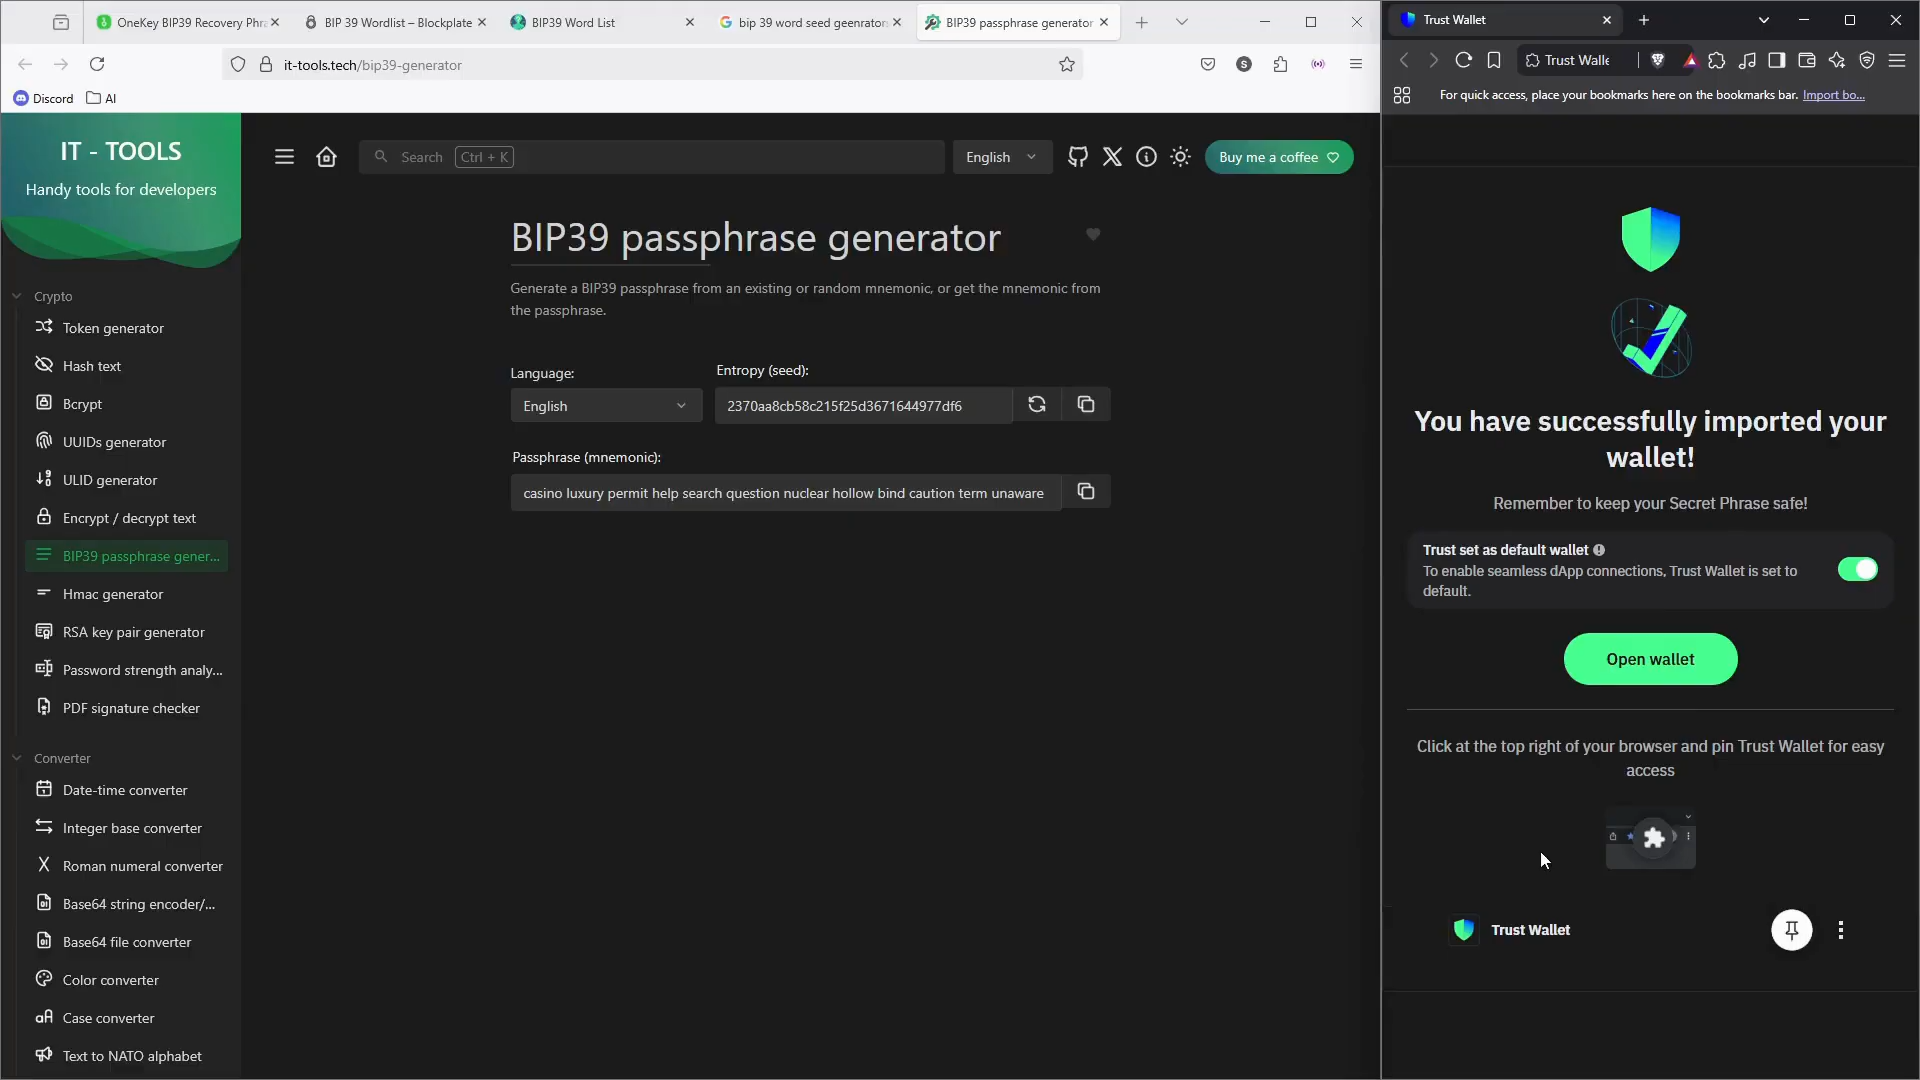 OneKey BIP39 Recovery Phra
BIP 39 Wordlist – Blockplate
BIP39 Word List
bip 39 word seed geenrator
BIP39 passphrase generator
Trust Wallet
it-tools.tech/bip39-generator
S
Trust Walle
Discord
AI
For quick access, place your bookmarks here on the bookmarks bar. Import bo...
IT - TOOLS
Handy tools for developers
Search
Ctrl + K
English
Buy me a coffee
Crypto
Token generator
Hash text
Bcrypt
UUIDs generator
ULID generator
Encrypt / decrypt text
BIP39 passphrase gener...
Hmac generator
RSA key pair generator
Password strength analy...
PDF signature checker
Converter
Date-time converter
Integer base converter
Roman numeral converter
Base64 string encoder/...
Base64 file converter
Color converter
Case converter
Text to NATO alphabet
BIP39 passphrase generator
Generate a BIP39 passphrase from an existing or random mnemonic, or get the mnemonic from
the passphrase.
Language:
Entropy (seed):
English
2370aa8cb58c215f25d3671644977df6
Passphrase (mnemonic):
casino luxury permit help search question nuclear hollow bind caution term unaware
You have successfully imported your
wallet!
Remember to keep your Secret Phrase safe!
Trust set as default wallet
To enable seamless dApp connections, Trust Wallet is set to
default.
Open wallet
Click at the top right of your browser and pin Trust Wallet for easy
access
Trust Wallet